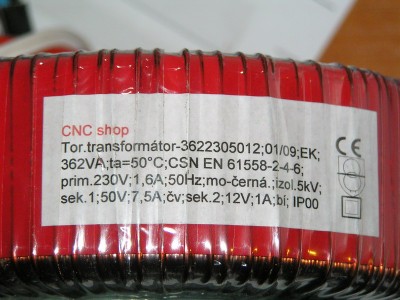 CNC shop
Tor.transformátor-3622305012;01/09;EK;
362VA;ta=50°C;CSN EN 61558-2-4-6;
prim.230V;1,6A;50Hz;mo-černá.;izol.5kV;
sek.1;50V;7,5A;čv;sek.2;12V;1A;bí; IP00
CE